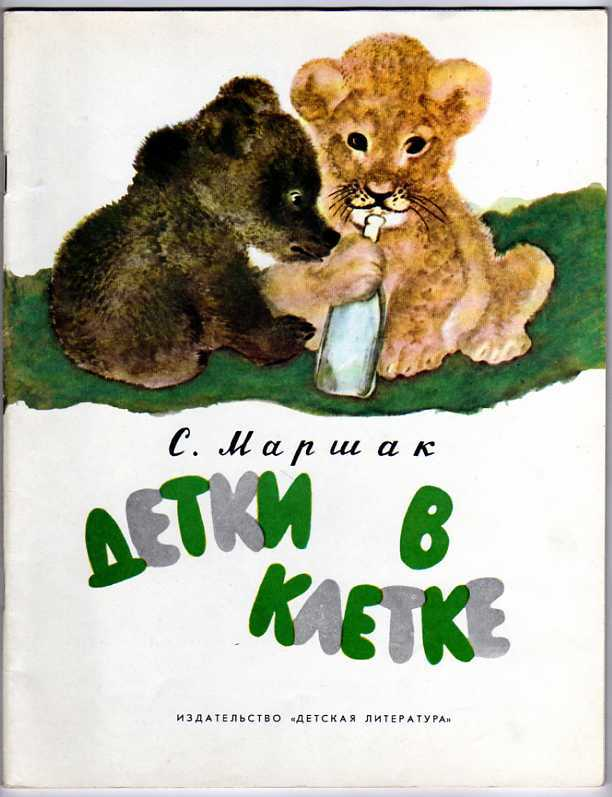 С. Маршак
ДЕТКИ В
КЛЕТКЕ
ИЗДАТЕЛЬСТВО «ДЕТСКАЯ ЛИТЕРАТУРА»